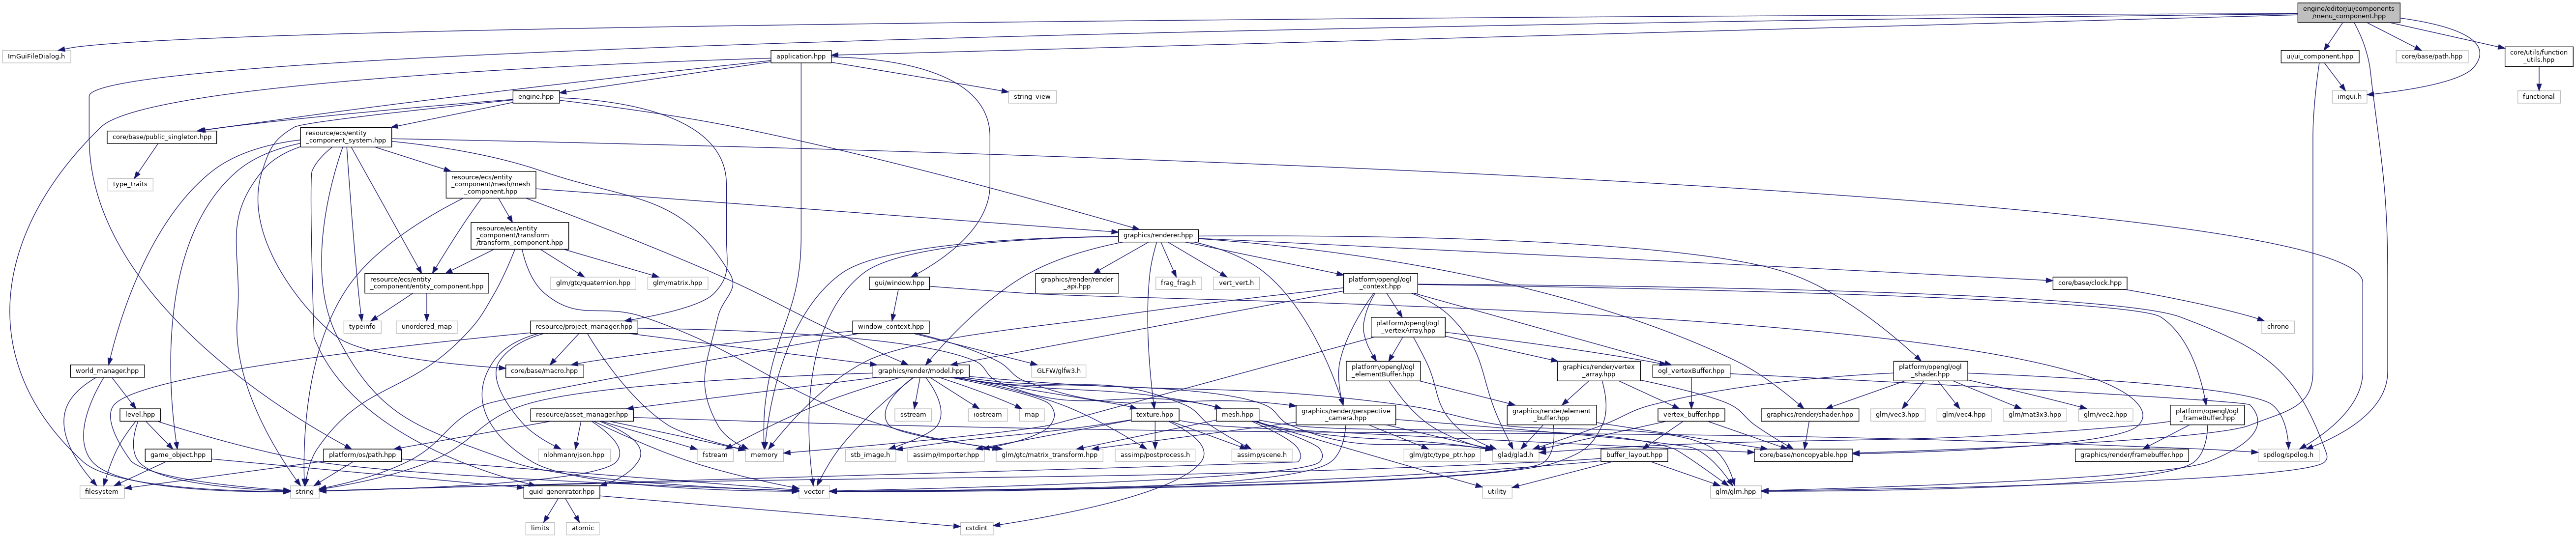 engine/editor/ui/components
/menu_component.hpp
ImGuiFileDialog.h
application.hpp
ui/ui_component.hpp
core/base/path.hpp
core/utils/function
_utils.hpp
engine.hpp
string_view
imgui.h
functional
core/base/public_singleton.hpp
resource/ecs/entity
_component_system.hpp
type_traits
resource/ecs/entity
_component/mesh/mesh
_component.hpp
resource/ecs/entity
_component/transform
/transform_component.hpp
graphics/renderer.hpp
resource/ecs/entity
_component/entity_component.hpp
glm/gtc/quaternion.hpp
glm/matrix.hpp
gui/window.hpp
graphics/render/render
_api.hpp
frag_frag.h
vert_vert.h
platform/opengl/ogl
_context.hpp
core/base/clock.hpp
typeinfo
unordered_map
resource/project_manager.hpp
window_context.hpp
platform/opengl/ogl
_vertexArray.hpp
chrono
world_manager.hpp
core/base/macro.hpp
graphics/render/model.hpp
GLFW/glfw3.h
platform/opengl/ogl
_elementBuffer.hpp
graphics/render/vertex
_array.hpp
ogl_vertexBuffer.hpp
platform/opengl/ogl
_shader.hpp
level.hpp
resource/asset_manager.hpp
sstream
iostream
map
texture.hpp
mesh.hpp
graphics/render/perspective
_camera.hpp
graphics/render/element
_buffer.hpp
vertex_buffer.hpp
graphics/render/shader.hpp
glm/vec3.hpp
glm/vec4.hpp
glm/mat3x3.hpp
glm/vec2.hpp
platform/opengl/ogl
_frameBuffer.hpp
game_object.hpp
platform/os/path.hpp
nlohmann/json.hpp
fstream
memory
stb_image.h
assimp/Importer.hpp
glm/gtc/matrix_transform.hpp
assimp/postprocess.h
assimp/scene.h
glm/gtc/type_ptr.hpp
glad/glad.h
buffer_layout.hpp
core/base/noncopyable.hpp
graphics/render/framebuffer.hpp
spdlog/spdlog.h
filesystem
string
guid_generator.hpp
vector
utility
glm/glm.hpp
limits
atomic
cstdint